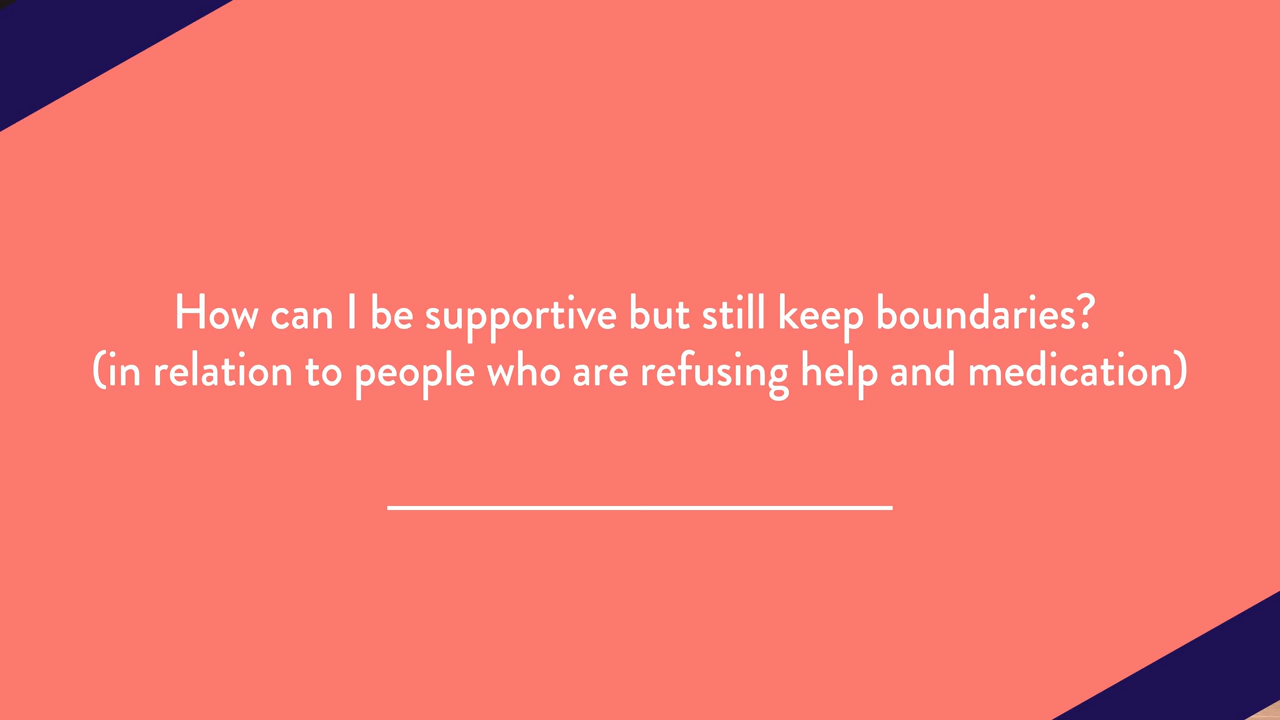 How can I be supportive but still keep boundaries?
(in relation to people who are refusing help and medication)